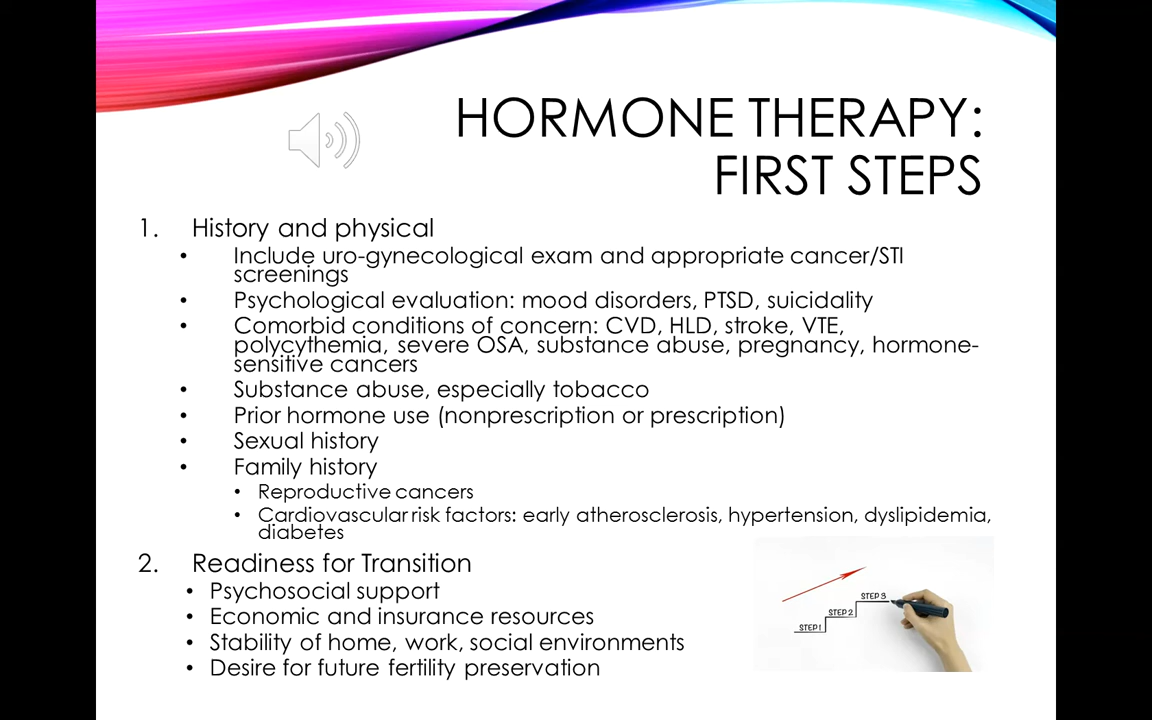 HORMONE THERAPY:
FIRST STEPS
1. History and physical
• Include uro-gynecological exam and appropriate cancer/STI
screenings
• Psychological evaluation: mood disorders, PTSD, suicidality
• Comorbid conditions of concern: CVD, HLD, stroke, VTE,
polycythemia, severe OSA, substance abuse, pregnancy, hormone-
sensitive cancers
• Substance abuse, especially tobacco
• Prior hormone use (nonprescription or prescription)
• Sexual history
• Family history
• Reproductive cancers
• Cardiovascular risk factors: early atherosclerosis, hypertension, dyslipidemia,
diabetes
2. Readiness for Transition
• Psychosocial support
• Economic and insurance resources
• Stability of home, work, social environments
• Desire for future fertility preservation
STEP 1
STEP 2
STEP 3